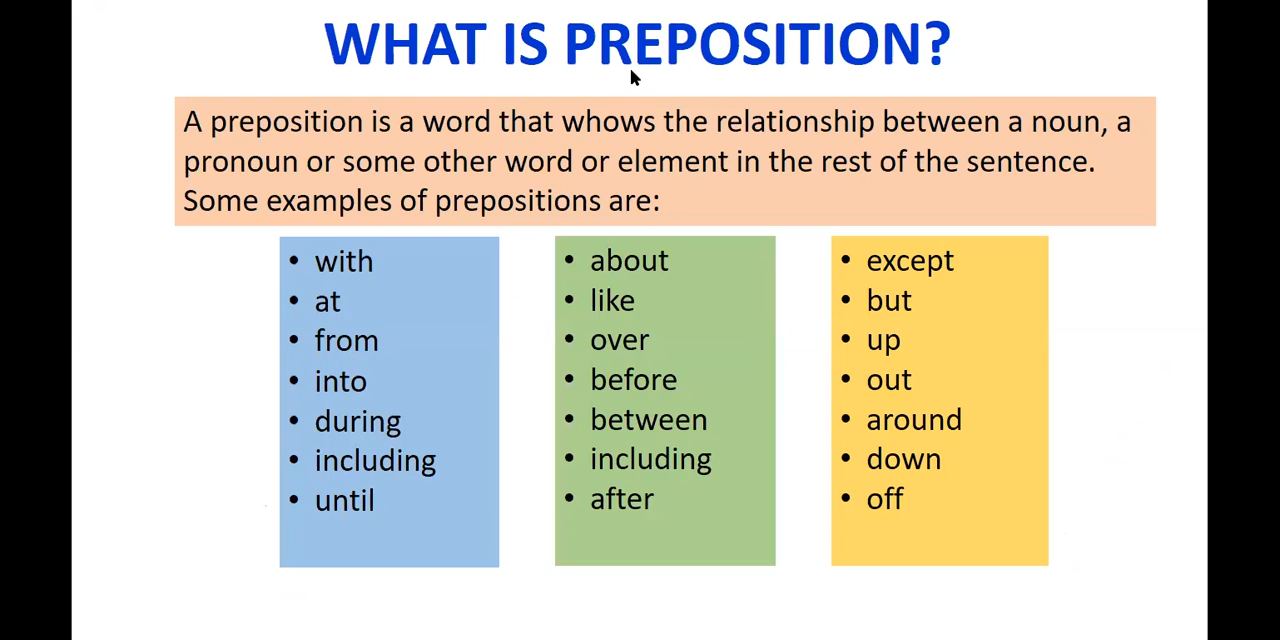 WHAT IS PREPOSITION?
A preposition is a word that whows the relationship between a noun, a
pronoun or some other word or element in the rest of the sentence.
Some examples of prepositions are:
• with
• at
• from
• into
• during
• including
• until
• about
• like
• over
• before
• between
• including
• after
• except
• but
• up
• out
• around
• down
• off